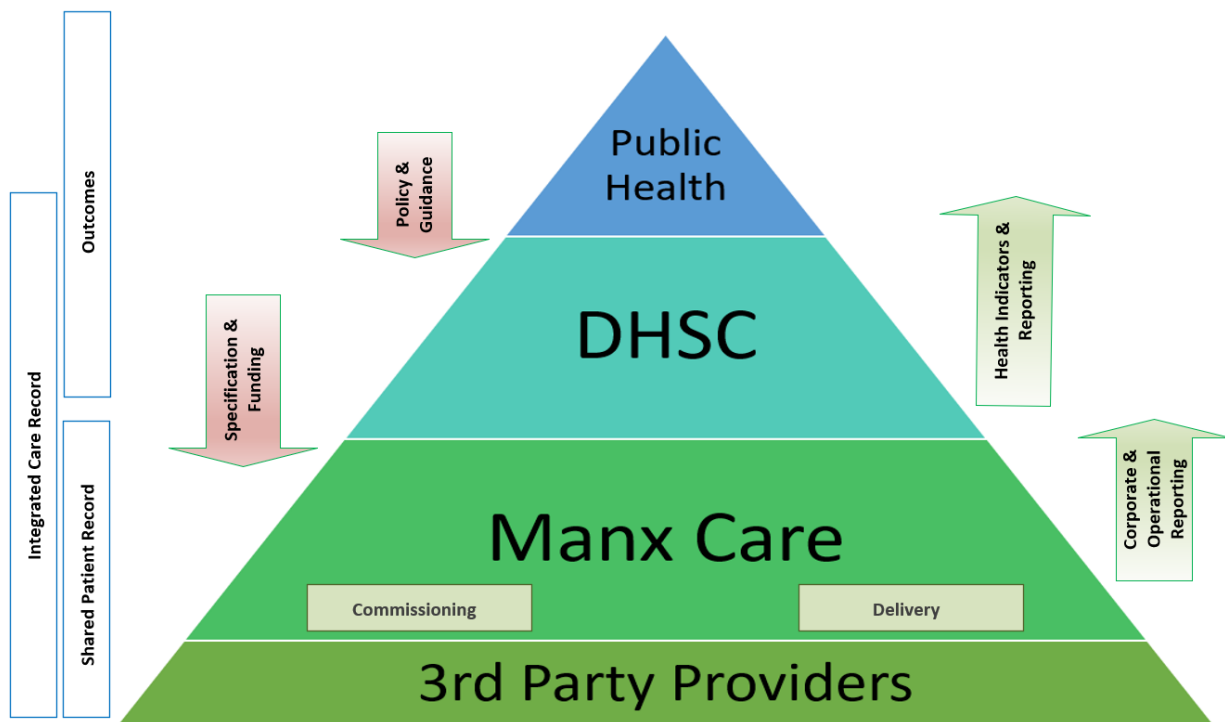 Public
Health
Policy &
Guidance
Outcomes
Health Indicators &
Reporting
DHSC
Specification &
Funding
Integrated Care Record
Corporate &
Operational
Reporting
Manx Care
Shared Patient Record
Commissioning
Delivery
3rd Party Providers